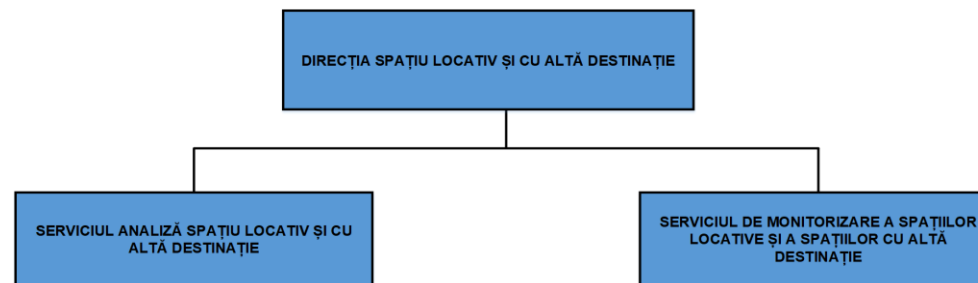 DIRECȚIA SPAȚIU LOCATIV ȘI CU ALTĂ DESTINAȚIE
SERVICIUL ANALIZĂ SPAȚIU LOCATIV ȘI CU
ALTĂ DESTINAȚIE
SERVICIUL DE MONITORIZARE A SPAȚIILOR
LOCATIVE ȘI A SPAȚIILOR CU ALTĂ
DESTINAȚIE